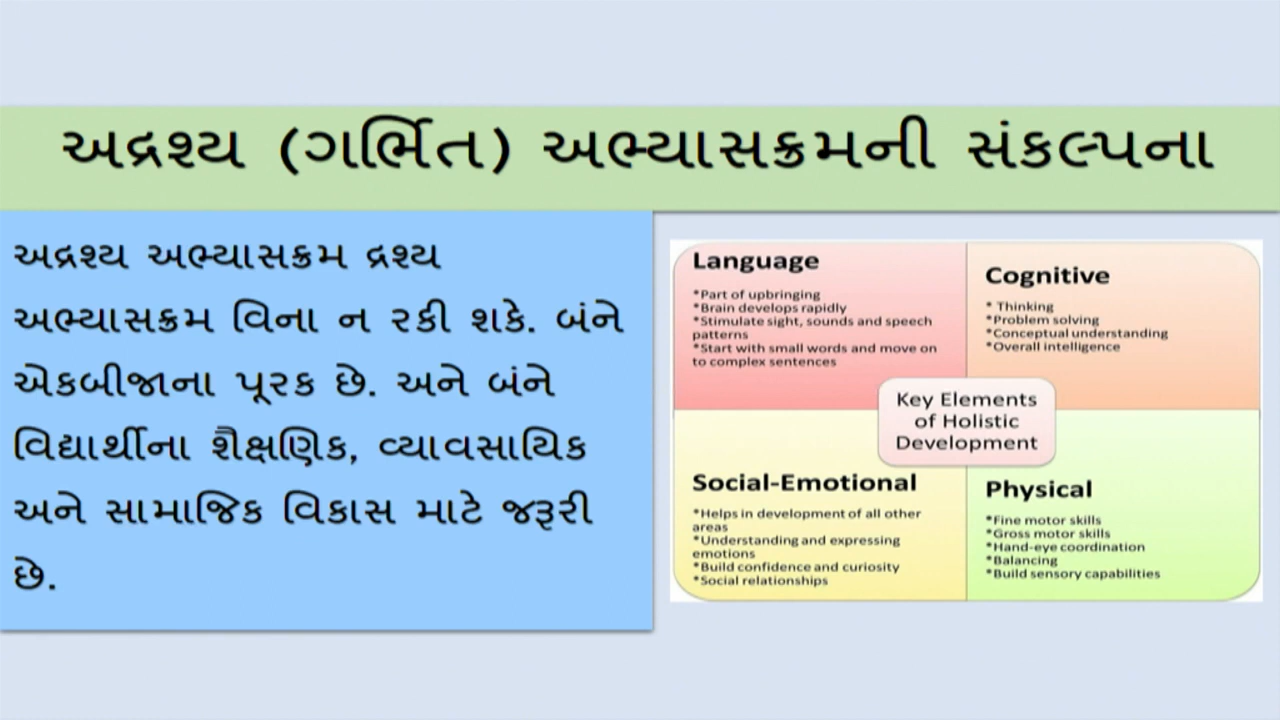 અદ્રશ્ય (ગર્ભિત) અભ્યાસક્રમની સંકલ્પના
અદ્રશ્ય અભ્યાસક્રમ દ્રશ્ય
અભ્યાસક્રમ વિના ન રકી શકે. બંને
એકબીજાના પૂરક છે. અને બંને
વિદ્યાર્થીના શૈક્ષણિક, વ્યાવસાયિક
અને સામાજિક વિકાસ માટે જરૂરી
છે.
Language
*Part of upbringing
*Brain develops rapidly
*Stimulate sight, sounds and speech
patterns
*Start with small words and move on
to complex sentences
Cognitive
* Thinking
*Problem solving
*Conceptual understanding
*Overall intelligence
Key Elements
of Holistic
Development
Social-Emotional
*Helps in development of all other
areas
*Understanding and expressing
emotions
*Build confidence and curiosity
*Social relationships
Physical
*Fine motor skills
*Gross motor skills
*Hand-eye coordination
*Balancing
*Build sensory capabilities